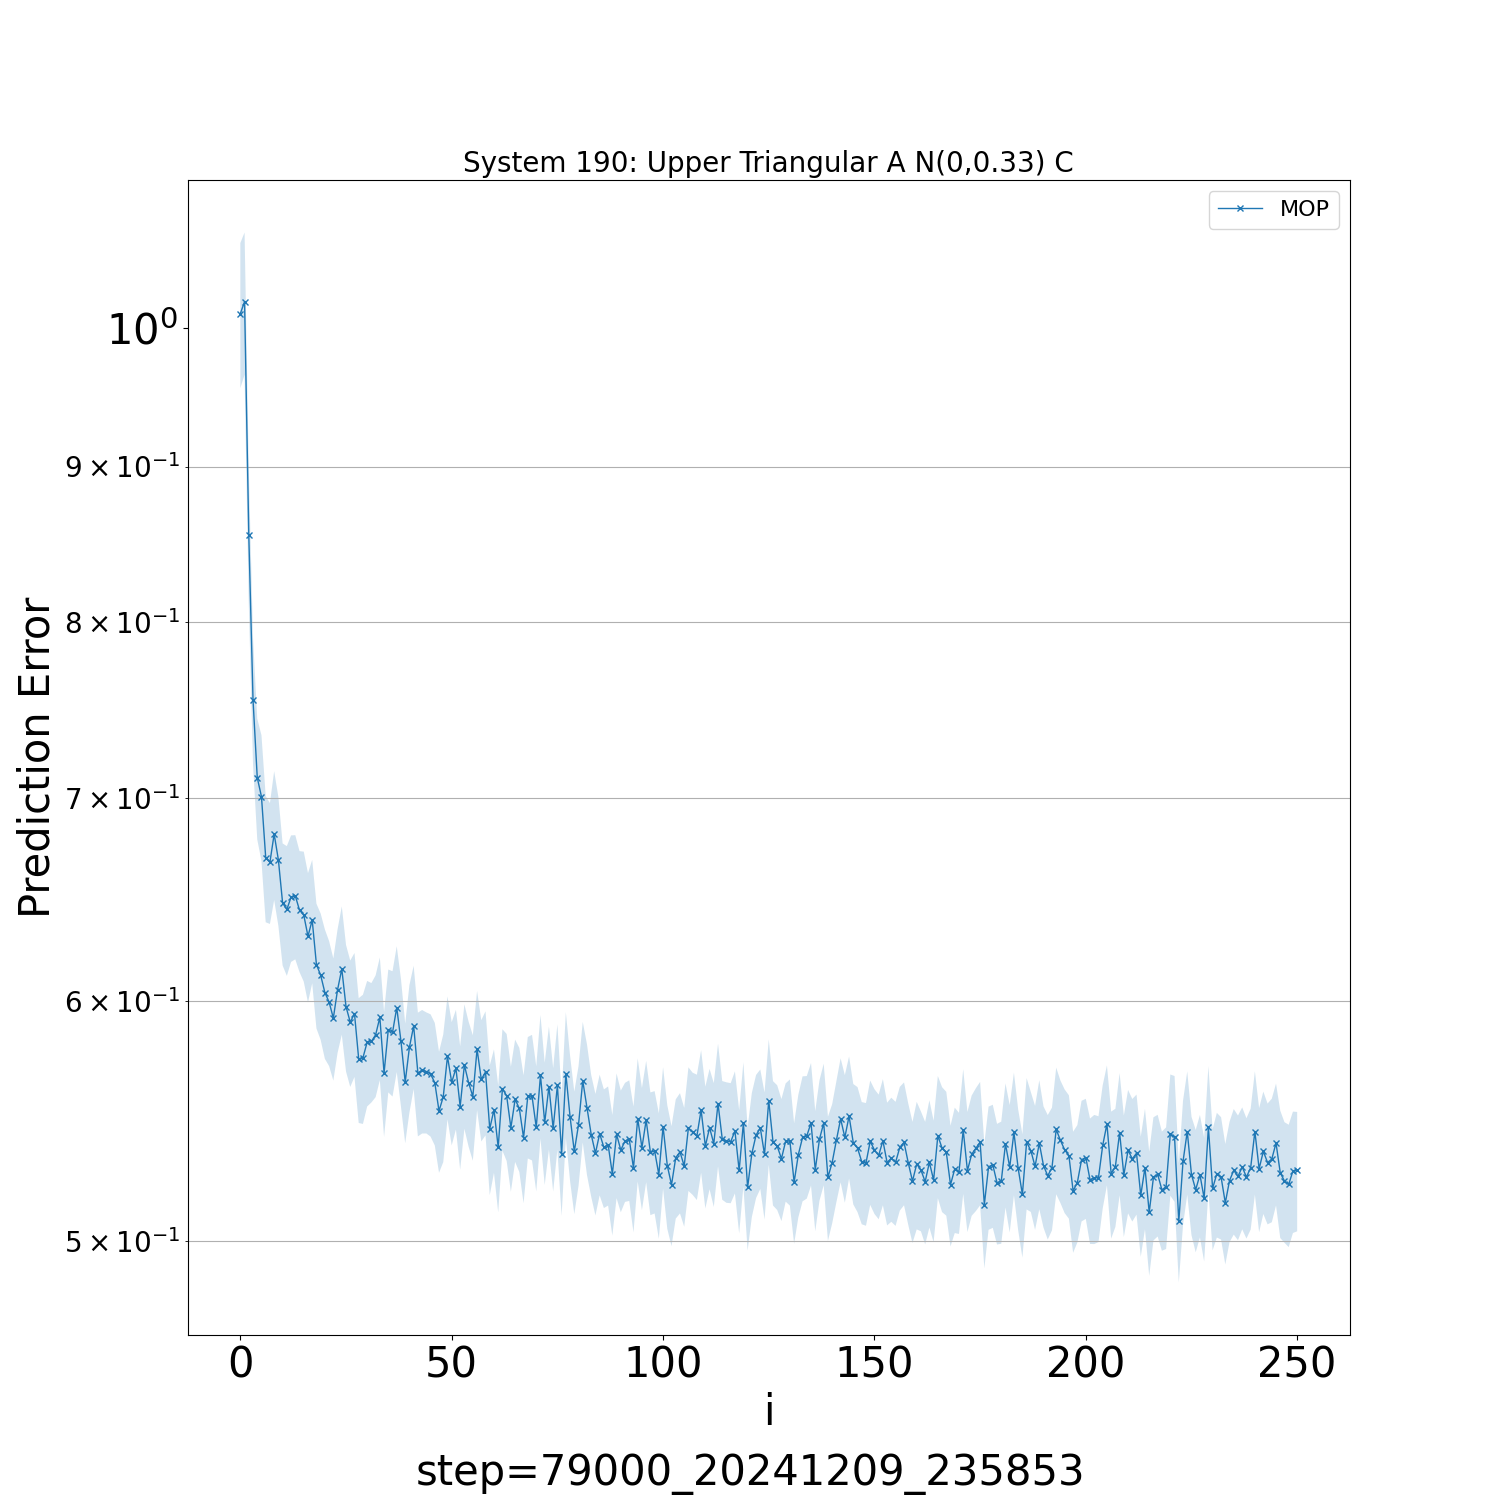 System 190: Upper Triangular A N(0,0.33) C
MOP
10⁰
9 × 10⁻¹
8 × 10⁻¹
7 × 10⁻¹
6 × 10⁻¹
5 × 10⁻¹
Prediction Error
0 50 100 150 200 250
i
step=79000_20241209_235853